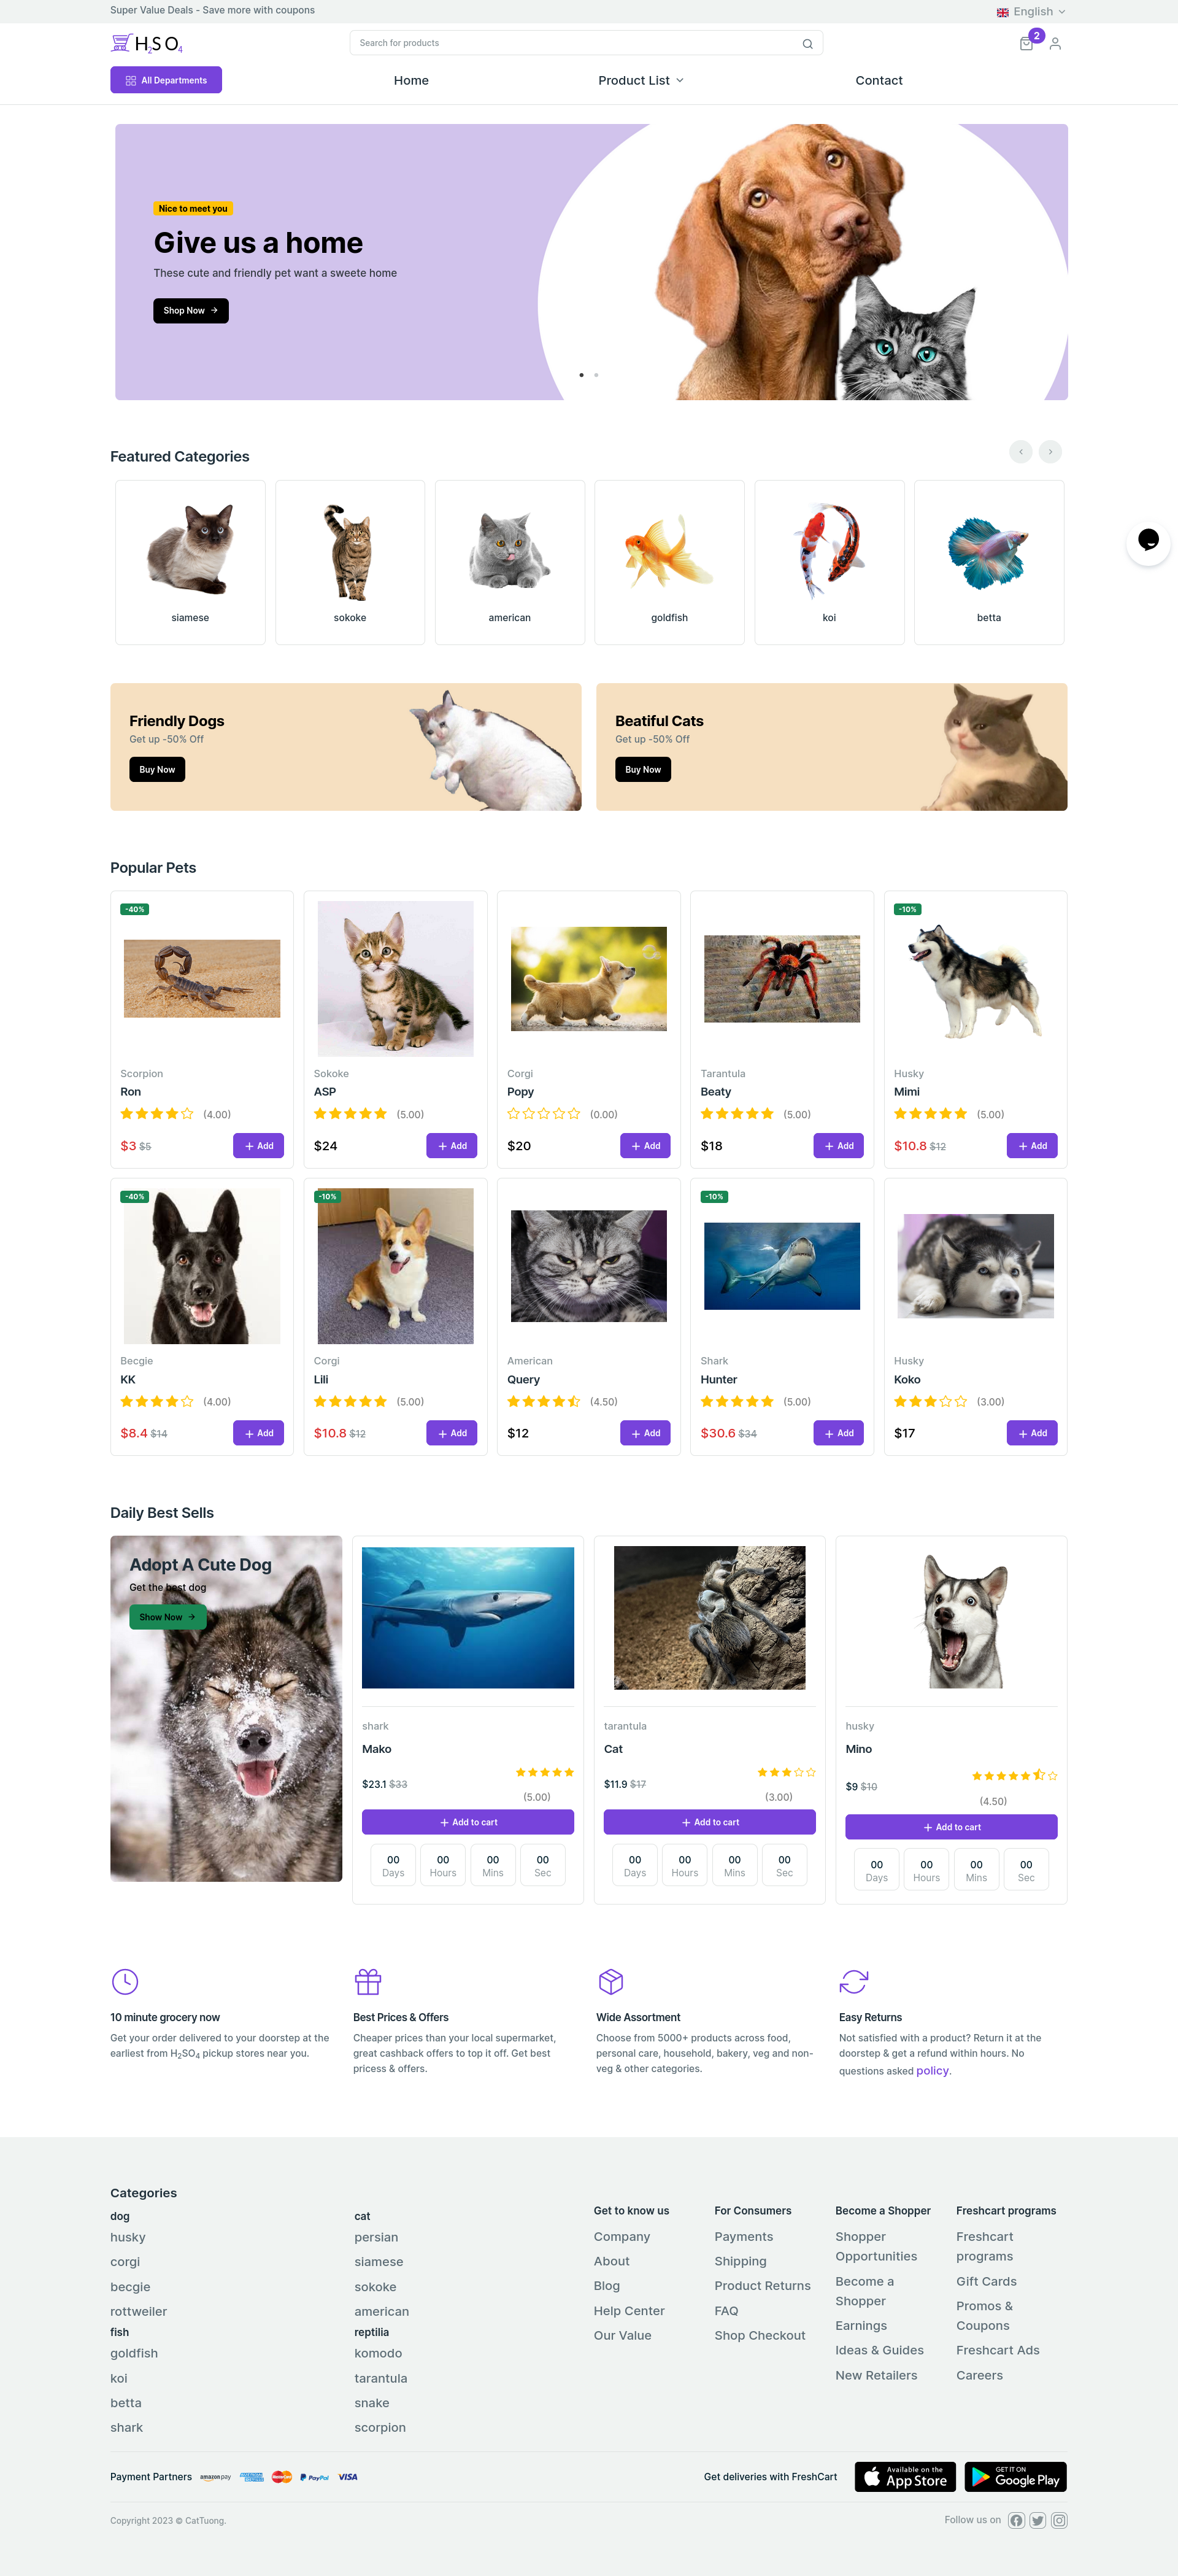 Super Value Deals - Save more with coupons
English
H2SO4
Search for products
2
All Departments
Home
Product List
Contact
Nice to meet you
Give us a home
These cute and friendly pet want a sweete home
Shop Now
Featured Categories
siamese
sokoke
american
goldfish
koi
betta
Friendly Dogs
Get up -50% Off
Buy Now
Beatiful Cats
Get up -50% Off
Buy Now
Popular Pets
-40%
Scorpion
Ron
(4.00)
$3 $5
Add
Sokoke
ASP
(5.00)
$24
Add
Corgi
Popy
(0.00)
$20
Add
Tarantula
Beaty
(5.00)
$18
Add
-10%
Husky
Mimi
(5.00)
$10.8 $12
Add
-40%
Becgie
KK
(4.00)
$8.4 $14
Add
-10%
Corgi
Lili
(5.00)
$10.8 $12
Add
American
Query
(4.50)
$12
Add
-10%
Shark
Hunter
(5.00)
$30.6 $34
Add
Husky
Koko
(3.00)
$17
Add
Daily Best Sells
Adopt A Cute Dog
Get the best dog
Show Now
shark
Mako
$23.1 $33
(5.00)
Add to cart
00 00 00 00
Days Hours Mins Sec
tarantula
Cat
$11.9 $17
(3.00)
Add to cart
00 00 00 00
Days Hours Mins Sec
husky
Mino
$9 $10
(4.50)
Add to cart
00 00 00 00
Days Hours Mins Sec
10 minute grocery now
Get your order delivered to your doorstep at the
earliest from H2SO4 pickup stores near you.
Best Prices & Offers
Cheaper prices than your local supermarket,
great cashback offers to top it off. Get best
pricess & offers.
Wide Assortment
Choose from 5000+ products across food,
personal care, household, bakery, veg and non-
veg & other categories.
Easy Returns
Not satisfied with a product? Return it at the
doorstep & get a refund within hours. No
questions asked policy.
Categories
dog
husky
corgi
becgie
rottweiler
fish
goldfish
koi
betta
shark
cat
persian
siamese
sokoke
american
reptilia
komodo
tarantula
snake
scorpion
Get to know us
Company
About
Blog
Help Center
Our Value
For Consumers
Payments
Shipping
Product Returns
FAQ
Shop Checkout
Become a Shopper
Shopper
Opportunities
Become a
Shopper
Earnings
Ideas & Guides
New Retailers
Freshcart programs
Freshcart
programs
Gift Cards
Promos &
Coupons
Freshcart Ads
Careers
Payment Partners
amazon pay
PayPal
VISA
Get deliveries with FreshCart
Available on the
App Store
GET IT ON
Google Play
Copyright 2023 © CatTuong.
Follow us on